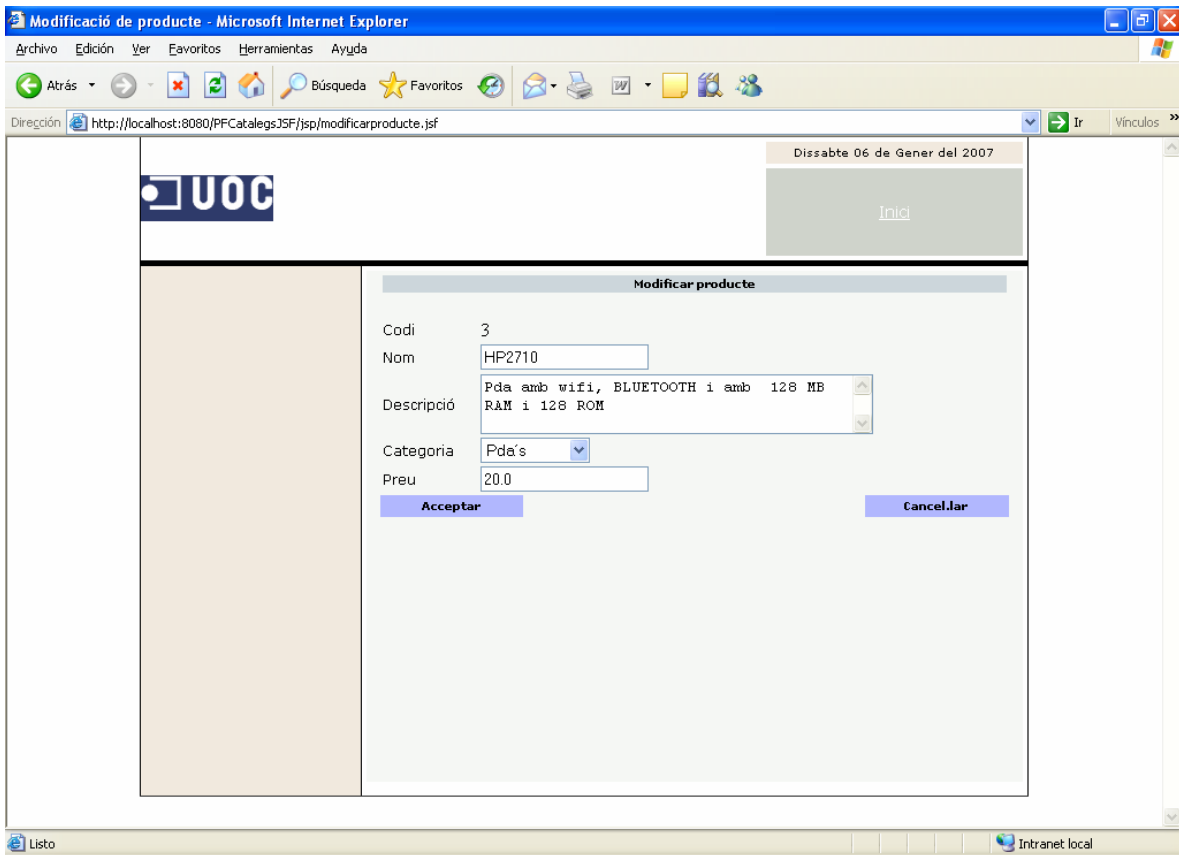 Modificació de producte - Microsoft Internet Explorer
Archivo Edición Ver Favoritos Herramientas Ayuda
Atrás Búsqueda Favoritos W
Dirección http://localhost:8080/PFCatalegsJSF/jsp/modificarproducte.jsf Ir Vínculos »
Dissabte 06 de Gener del 2007
UOC
Inici
Modificar producte
Codi 3
Nom HP2710
Descripció Pda amb wifi, BLUETOOTH i amb 128 MB
RAM i 128 ROM
Categoria Pda´s
Preu 20.0
Acceptar Cancel.lar
Listo Intranet local